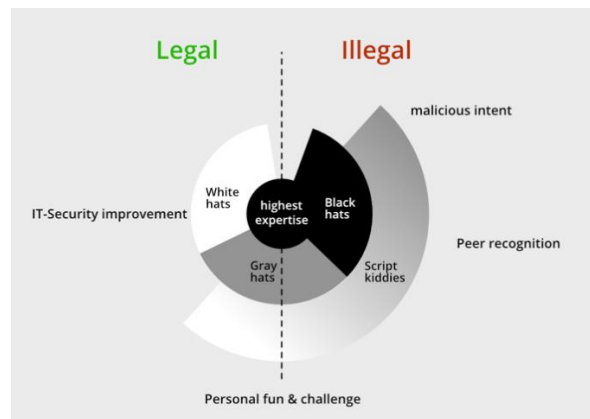 Legal
Illegal
malicious intent
White
hats
highest
expertise
Black
hats
IT-Security improvement
Peer recognition
Gray
hats
Script
kiddies
Personal fun & challenge